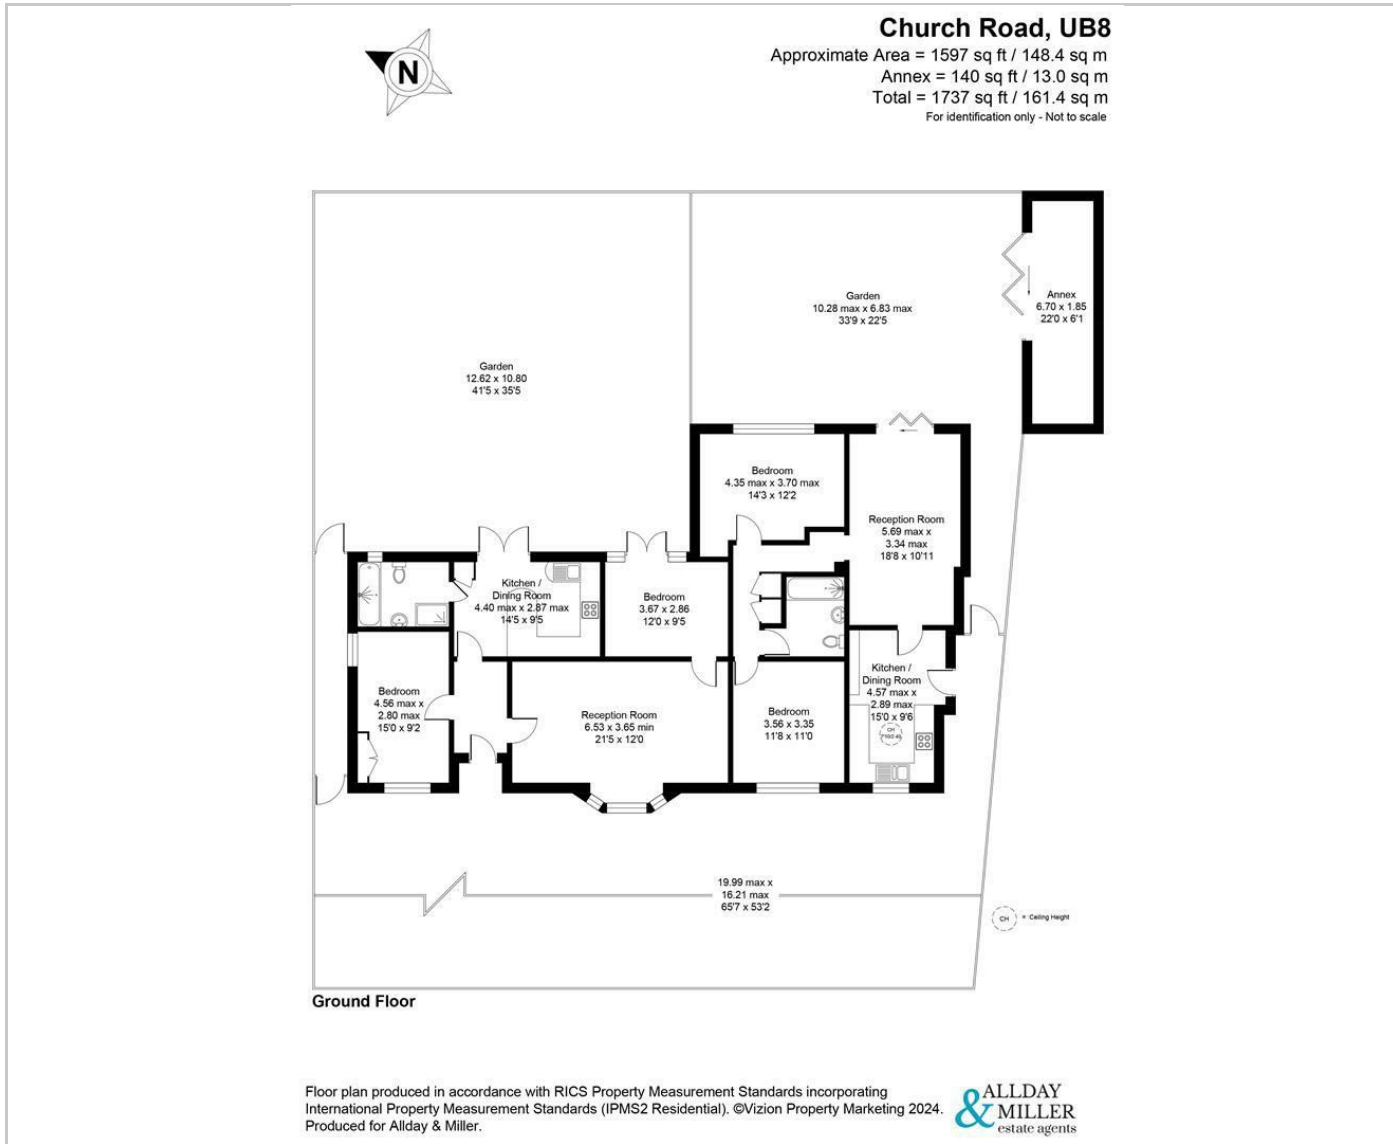 N
Church Road, UB8
Approximate Area = 1597 sq ft / 148.4 sq m
Annex = 140 sq ft / 13.0 sq m
Total = 1737 sq ft / 161.4 sq m
For identification only - Not to scale
Garden
10.28 max x 6.83 max
33'9 x 22'5
Annex
6.70 x 1.85
22'0 x 6'1
Garden
12.62 x 10.80
41'5 x 35'5
Bedroom
4.35 max x 3.70 max
14'3 x 12'2
Reception Room
5.69 max x
3.34 max
18'8 x 10'11
Kitchen /
Dining Room
4.40 max x 2.87 max
14'5 x 9'5
Bedroom
3.67 x 2.86
12'0 x 9'5
Bedroom
4.56 max x
2.80 max
15'0 x 9'2
Reception Room
6.53 x 3.65 min
21'5 x 12'0
Bedroom
3.56 x 3.35
11'8 x 11'0
Kitchen /
Dining Room
4.57 max x
2.89 max
15'0 x 9'6
CH
19.99 max x
16.21 max
65'7 x 53'2
CH = Ceiling Height
Ground Floor
Floor plan produced in accordance with RICS Property Measurement Standards incorporating
International Property Measurement Standards (IPMS2 Residential). ©Vizion Property Marketing 2024.
Produced for Allday & Miller.
ALLDAY
& MILLER
estate agents